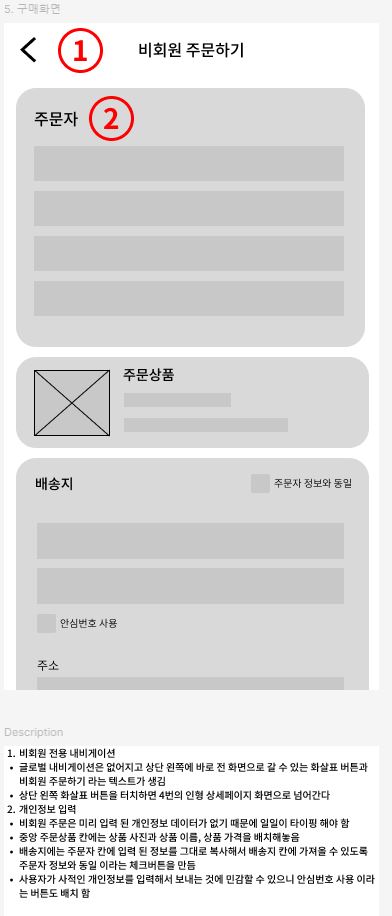 5. 구매화면
1
비회원 주문하기
주문자
2
주문상품
배송지
주문자 정보와 동일
안심번호 사용
주소
Description
1. 비회원 전용 내비게이션
• 글로벌 내비게이션은 없어지고 상단 왼쪽에 바로 전 화면으로 갈 수 있는 화살표 버튼과
비회원 주문하기 라는 텍스트가 생김
• 상단 왼쪽 화살표 버튼을 터치하면 4번의 인형 상세페이지 화면으로 넘어간다
2. 개인정보 입력
• 비회원 주문은 미리 입력 된 개인정보 데이터가 없기 때문에 일일이 타이핑 해야 함
• 중앙 주문상품 칸에는 상품 사진과 상품 이름, 상품 가격을 배치해놓음
• 배송지에는 주문자 칸에 입력 된 정보를 그대로 복사해서 배송지 칸에 가져올 수 있도록
주문자 정보와 동일 이라는 체크버튼을 만듬
• 사용자가 사적인 개인정보를 입력해서 보내는 것에 민감할 수 있으니 안심번호 사용 이라
는 버튼도 배치 함